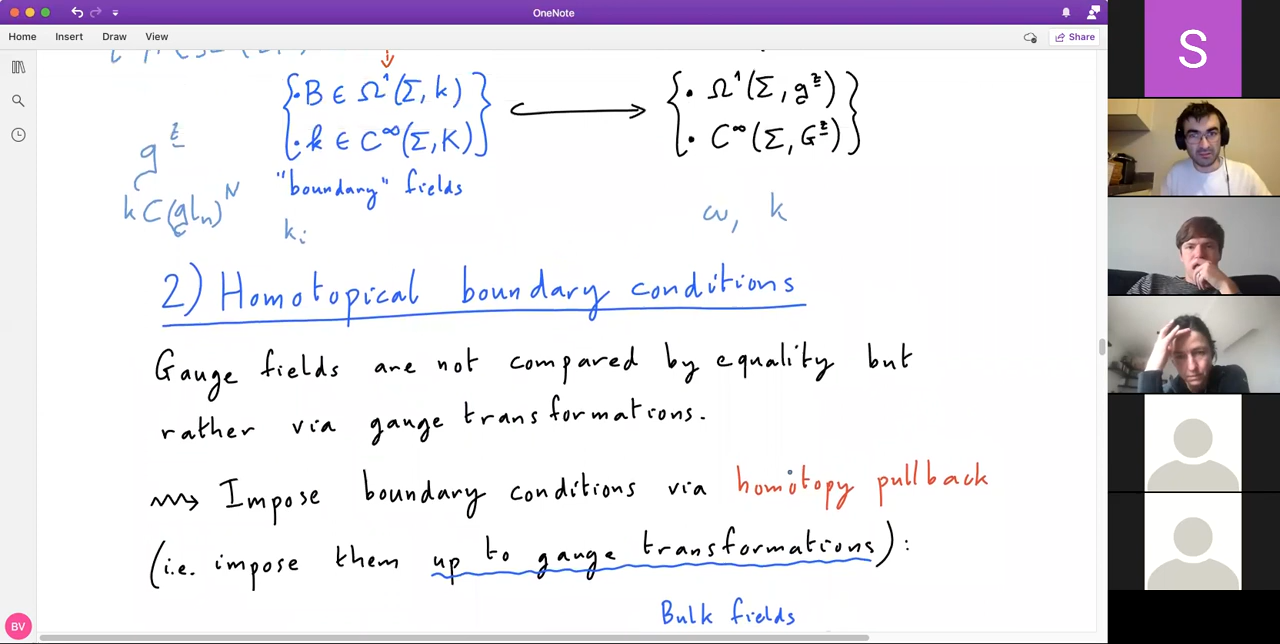 OneNote
Home Insert Draw View Share
{· B ∈ Ω¹(Σ, k) } ⟷ {· Ω¹(Σ, g^z)
· k ∈ C^∞(Σ, K) } · C^∞(Σ, G^z) }
"boundary" fields
g^z
k ⊂ (gl_n)^N
k_i
ω, k
2) Homotopical boundary conditions
Gauge fields are not compared by equality but
rather via gauge transformations.
⇝ Impose boundary conditions via homotopy pullback
(i.e. impose them up to gauge transformations):
Bulk fields
S
BV